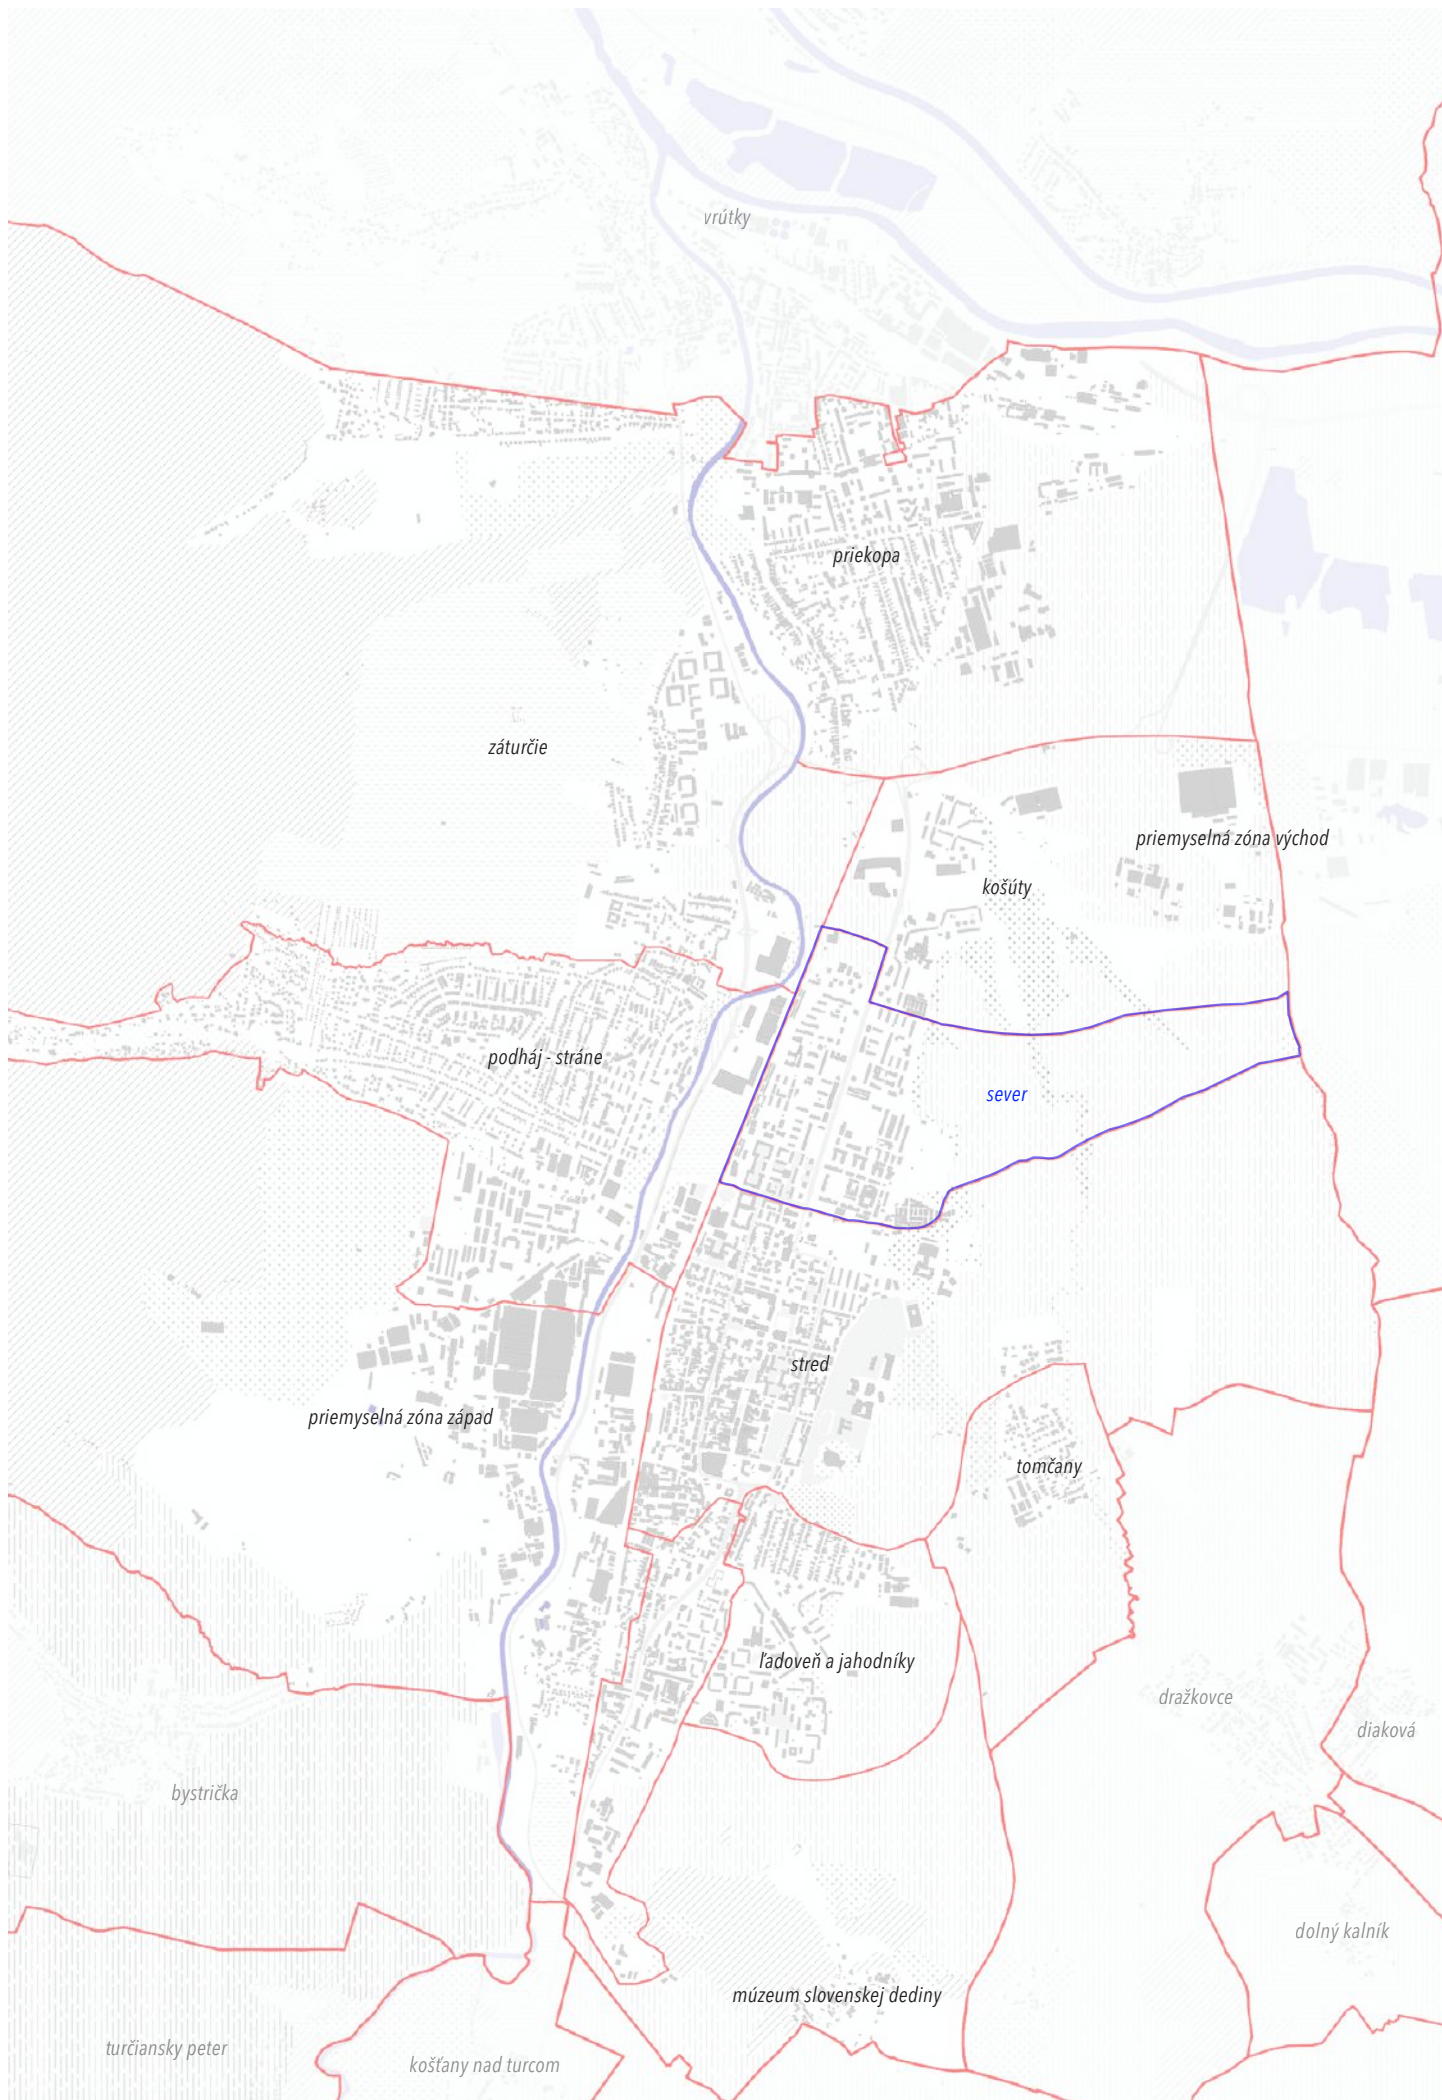 vrútky
priekopa
záturčie
priemyselná zóna východ
košúty
podháj - stráne
sever
stred
priemyselná zóna západ
tomčany
ľadoveň a jahodníky
dražkovce
diaková
bystrička
dolný kalník
múzeum slovenskej dediny
turčiansky peter
košťany nad turcom